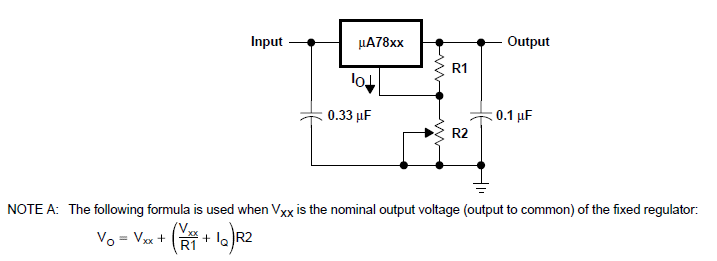 Input
µA78xx
Output
R1
IO
0.33 µF
0.1 µF
R2
NOTE A: The following formula is used when VXX is the nominal output voltage (output to common) of the fixed regulator:
VO = Vxx + (Vxx/R1 + IQ)R2